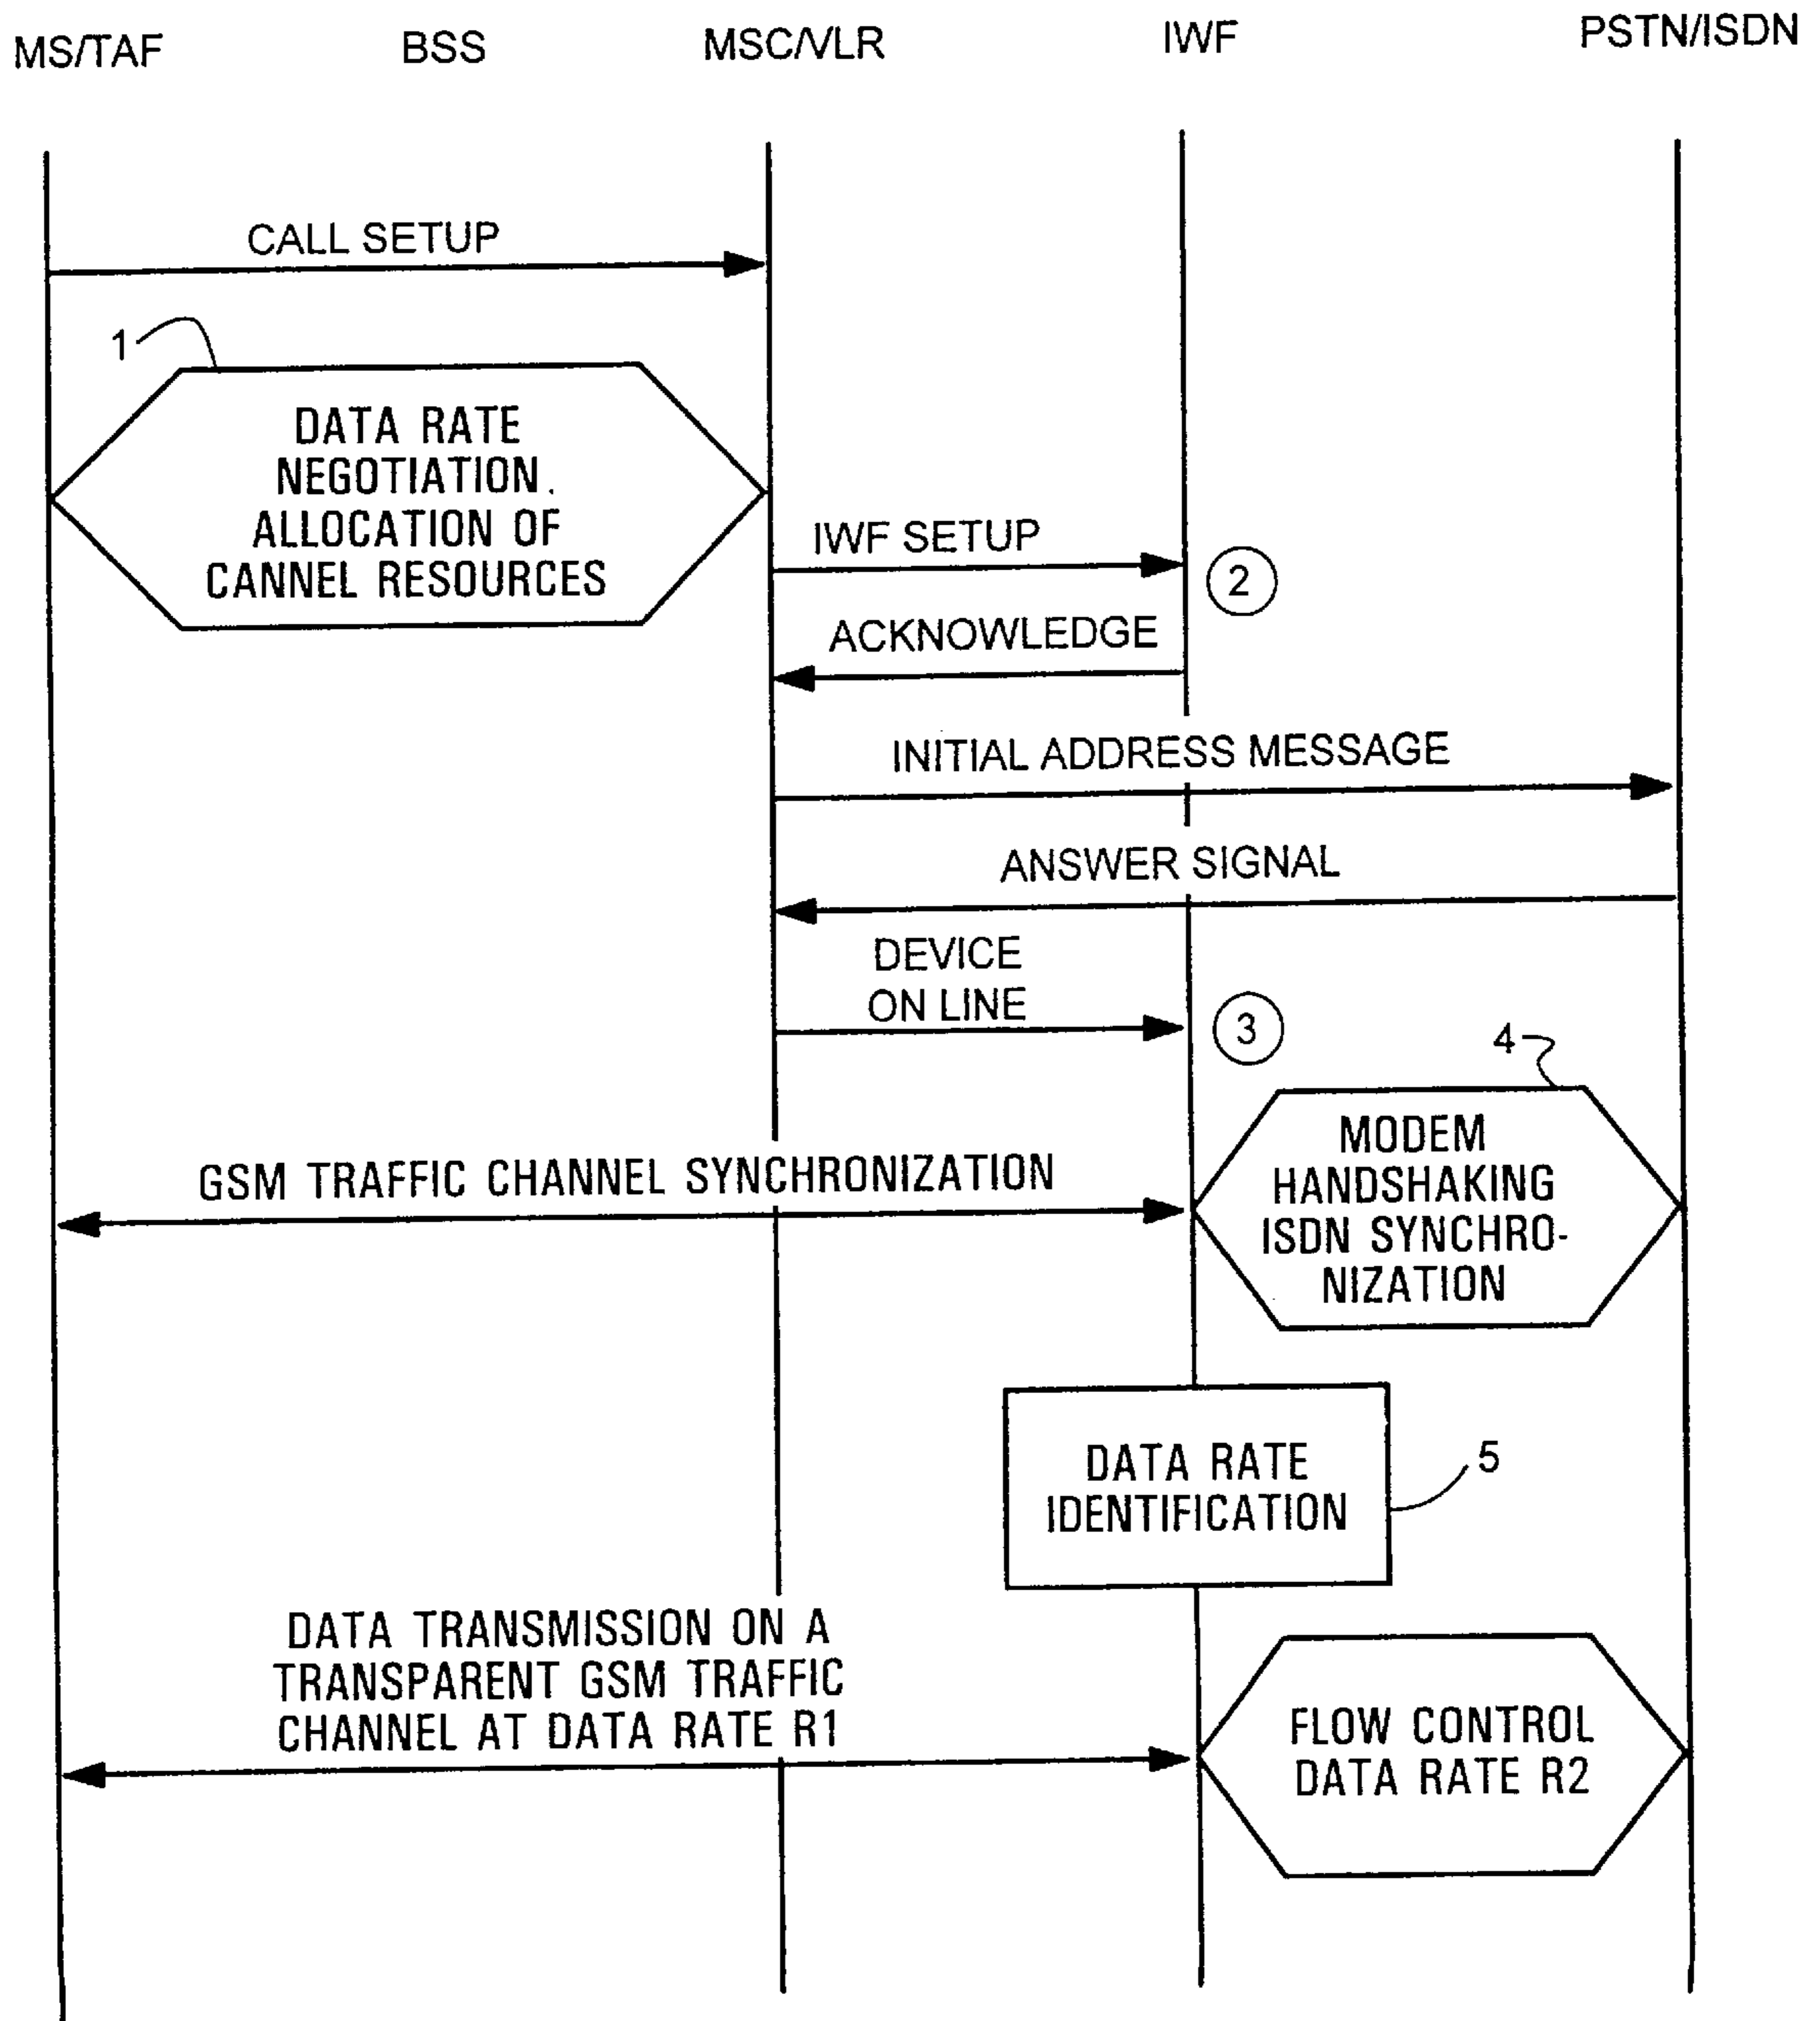 MS/TAF BSS MSC/VLR IWF PSTN/ISDN
CALL SETUP
1
DATA RATE
NEGOTIATION.
ALLOCATION OF
CANNEL RESOURCES
IWF SETUP
2
ACKNOWLEDGE
INITIAL ADDRESS MESSAGE
ANSWER SIGNAL
DEVICE
ON LINE
3
4
GSM TRAFFIC CHANNEL SYNCHRONIZATION
MODEM
HANDSHAKING
ISDN SYNCHRO-
NIZATION
DATA RATE
IDENTIFICATION
5
DATA TRANSMISSION ON A
TRANSPARENT GSM TRAFFIC
CHANNEL AT DATA RATE R1
FLOW CONTROL
DATA RATE R2